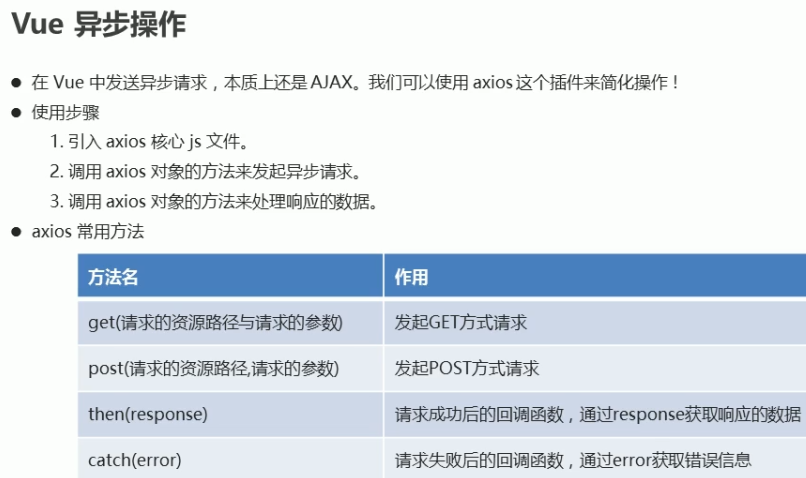 Vue 异步操作
● 在 Vue 中发送异步请求，本质上还是 AJAX。我们可以使用 axios 这个插件来简化操作！
● 使用步骤
1. 引入 axios 核心 js 文件。
2. 调用 axios 对象的方法来发起异步请求。
3. 调用 axios 对象的方法来处理响应的数据。
● axios 常用方法
方法名 作用
get(请求的资源路径与请求的参数) 发起GET方式请求
post(请求的资源路径,请求的参数) 发起POST方式请求
then(response) 请求成功后的回调函数，通过response获取响应的数据
catch(error) 请求失败后的回调函数，通过error获取错误信息